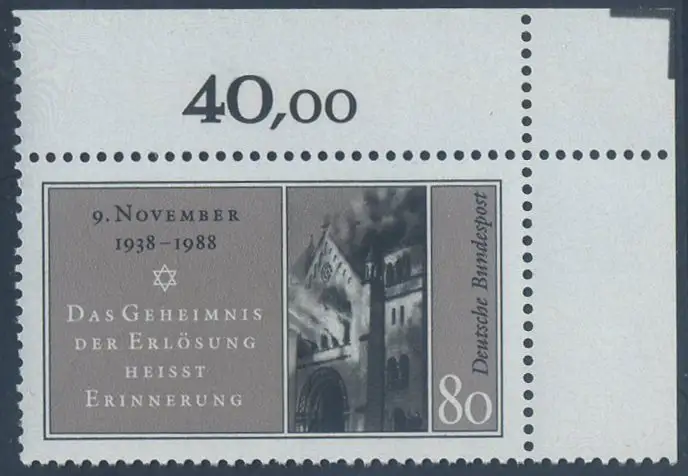 40,00
9. NOVEMBER
1938–1988
DAS GEHEIMNIS
DER ERLÖSUNG
HEISST
ERINNERUNG
Deutsche Bundespost
80